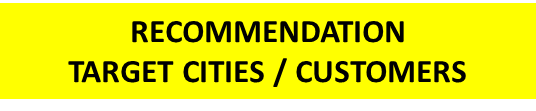 RECOMMENDATION
TARGET CITIES / CUSTOMERS